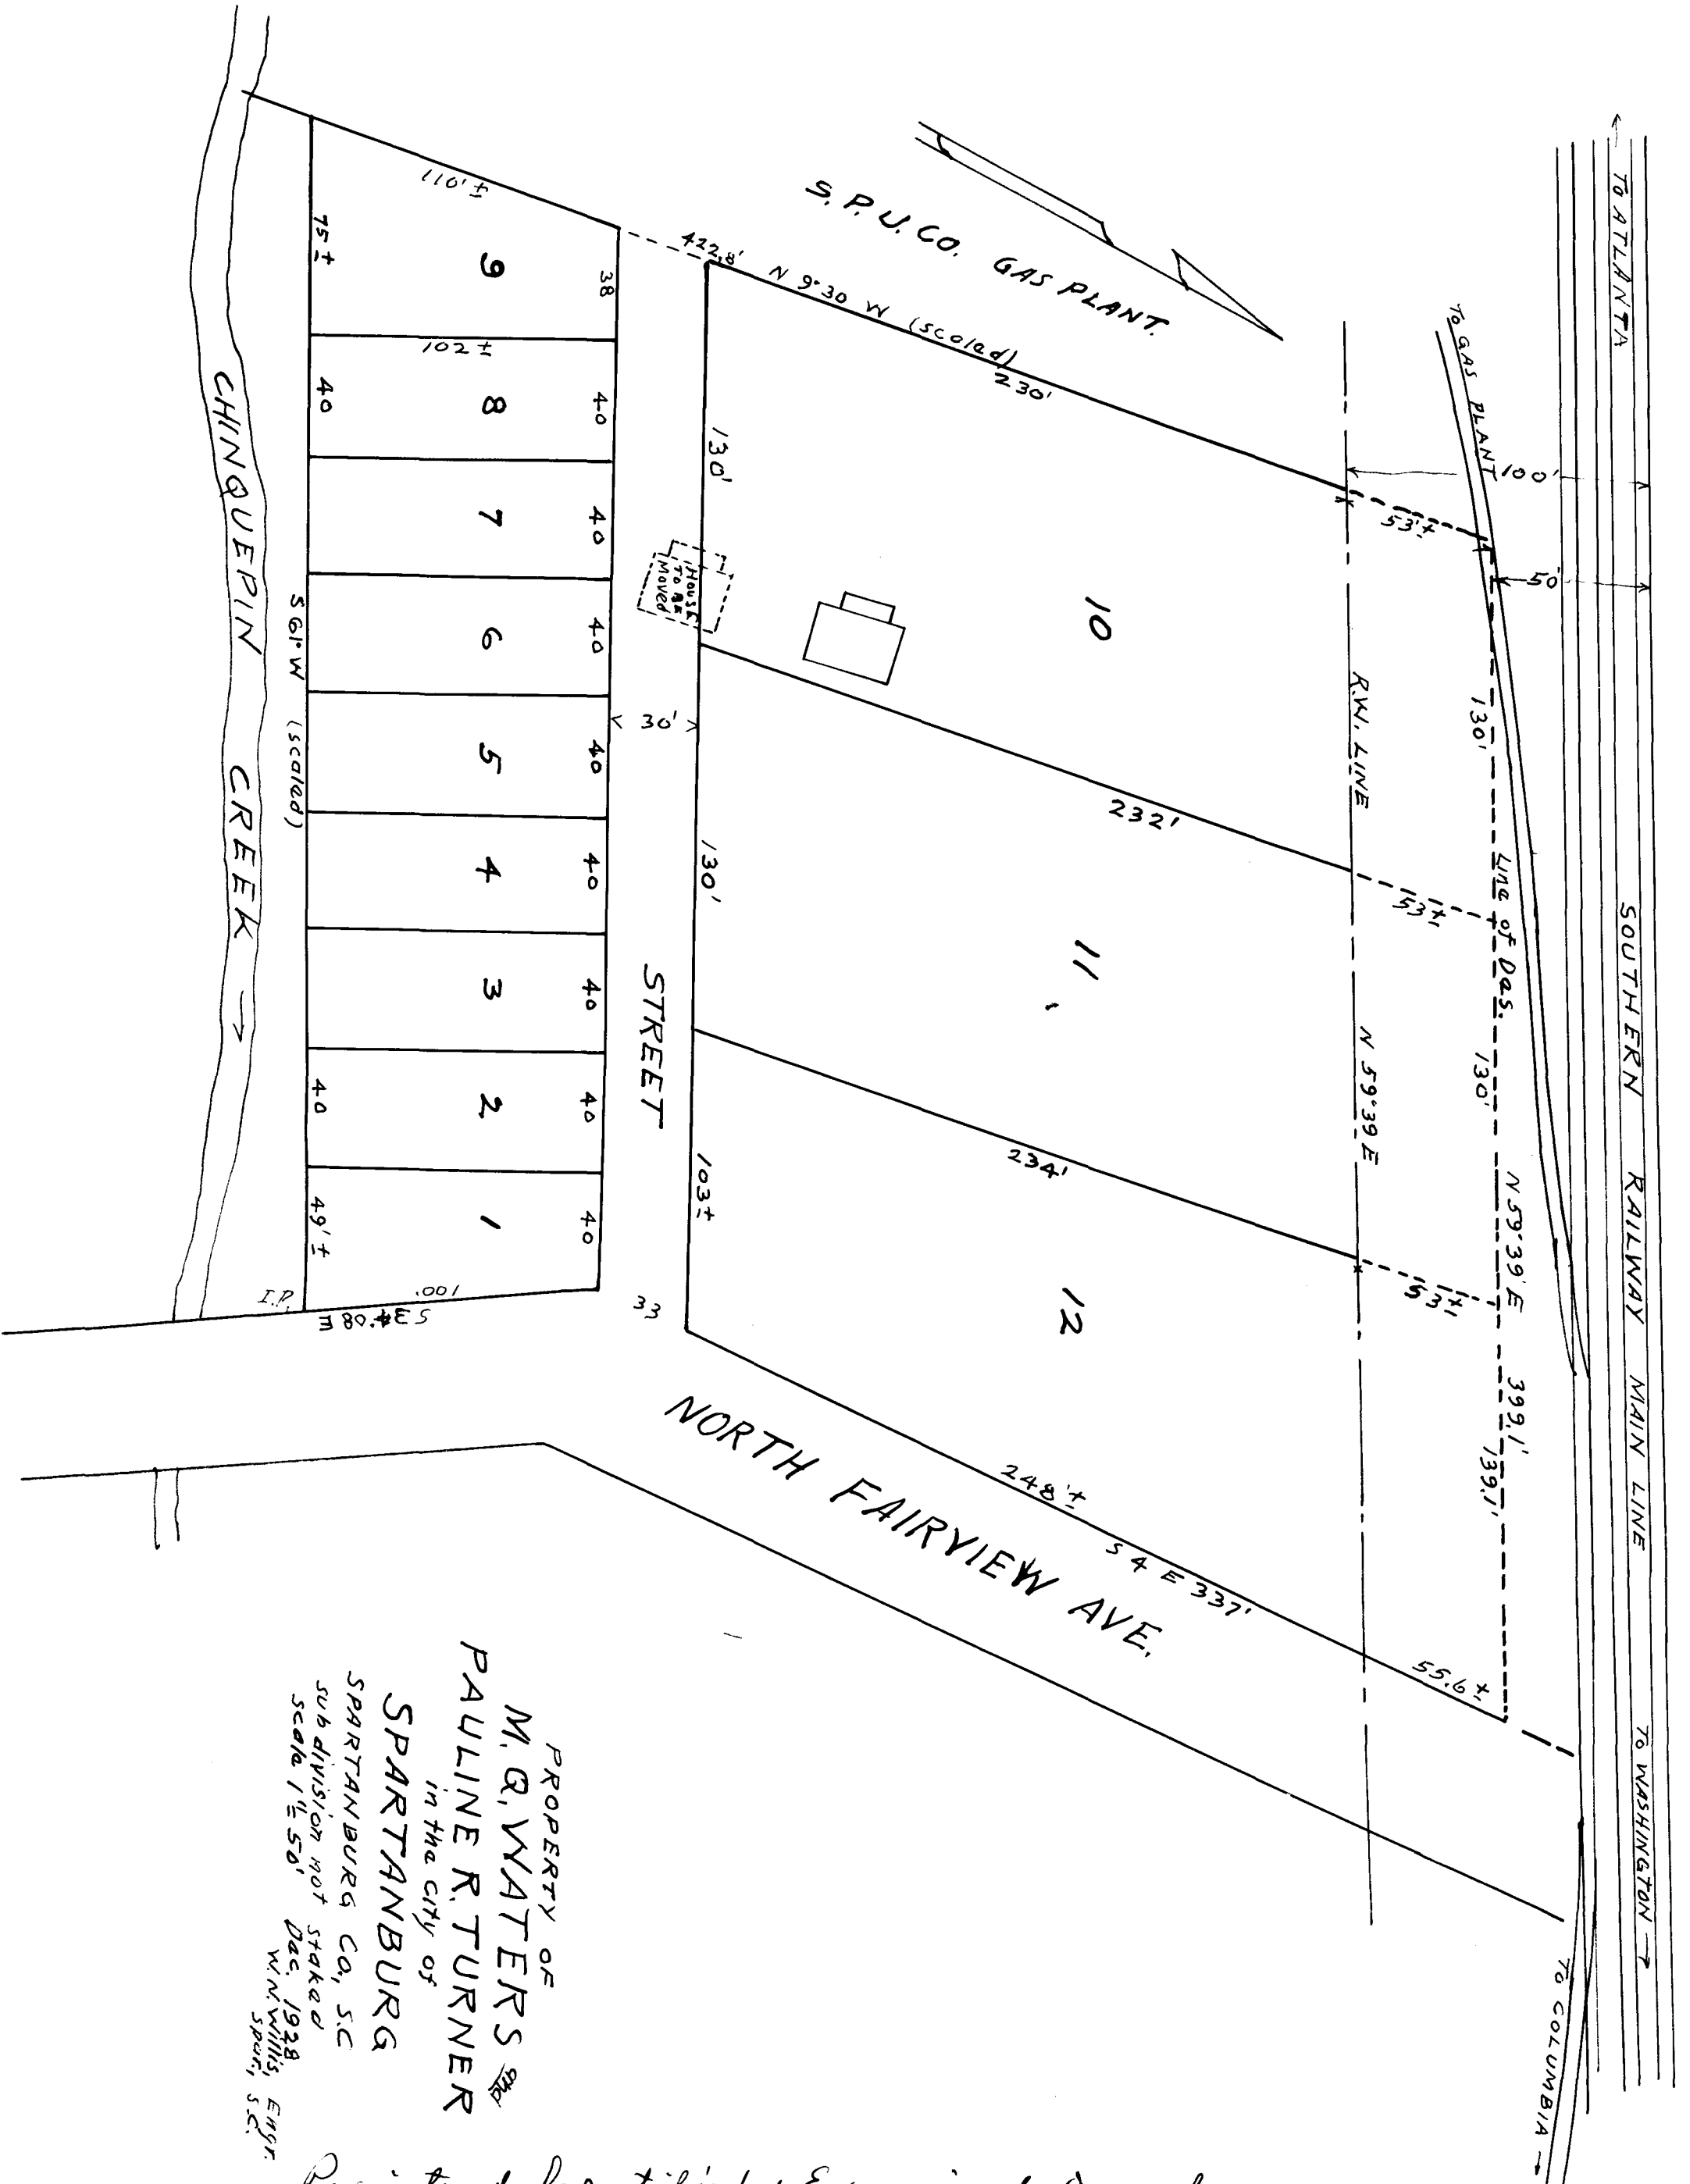 ← TO ATLANTA
SOUTHERN RAILWAY MAIN LINE
TO WASHINGTON →
TO COLUMBIA →
TO GAS PLANT
100'
50'
53'±
130'
Line of Das.
130'
N 59°39' E 399.1'
139.1'
53±
53±
55.6±
R.W. LINE
N 59°39 E
S.P.U. CO. GAS PLANT.
422.8'
N 9°30 W (scaled)
230'
10
232'
11
234'
12
248'±
S 4 E 337'
NORTH FAIRVIEW AVE.
130'
130'
103±
HOUSE
TO BE
Moved
30'
STREET
33
38
40
40
40
40
40
40
40
40
110'±
9
102±
8
7
6
5
4
3
2
1
100'
S 34°08 E
75±
40
40
49'±
I.P.
S 61° W (scaled)
CHINQUEPIN CREEK →
PROPERTY OF
M. Q. WATERS and
PAULINE R. TURNER
in the City of
SPARTANBURG
SPARTANBURG CO., S.C
subdivision not staked
scale 1"= 50' Dec. 1928
W.N. Willis, Engr.
Spar., S.C.